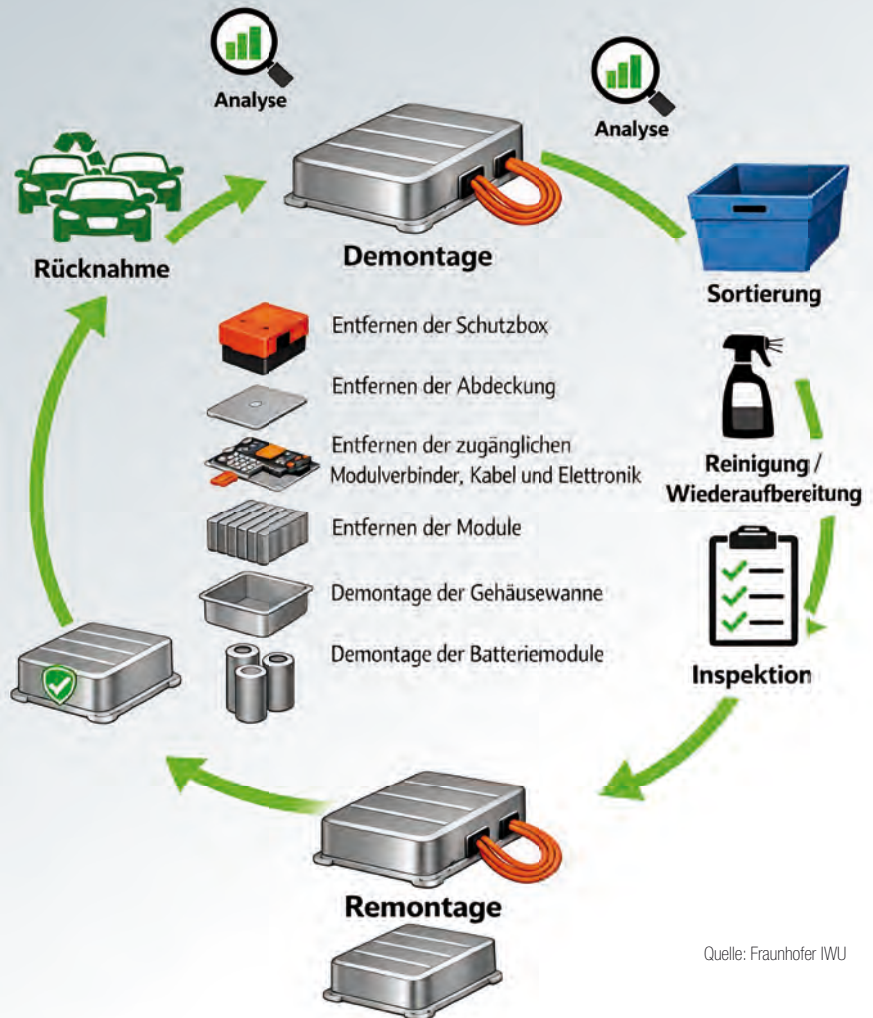 Analyse
Analyse
Rücknahme
Demontage
Sortierung
Entfernen der Schutzbox
Entfernen der Abdeckung
Entfernen der zugänglichen
Modulverbinder, Kabel und Elettronik
Entfernen der Module
Demontage der Gehäusewanne
Demontage der Batteriemodule
Reinigung /
Wiederaufbereitung
Inspektion
Remontage
Quelle: Fraunhofer IWU